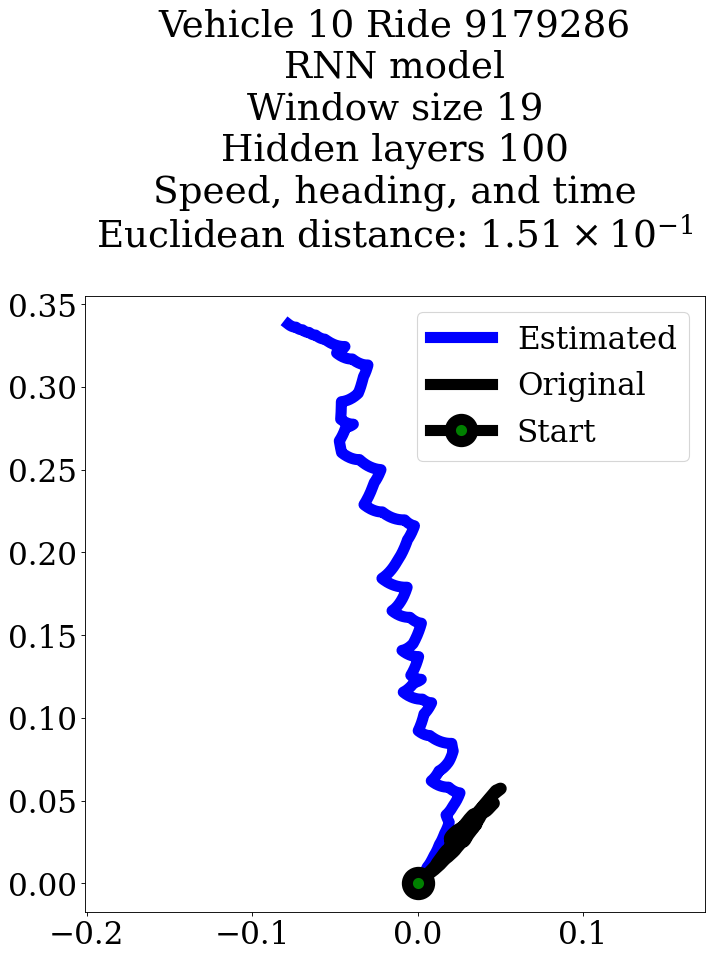 Vehicle 10 Ride 9179286
RNN model
Window size 19
Hidden layers 100
Speed, heading, and time
Euclidean distance: 1.51 × 10⁻¹
0.35
0.30
0.25
0.20
0.15
0.10
0.05
0.00
Estimated
Original
Start
−0.2 −0.1 0.0 0.1